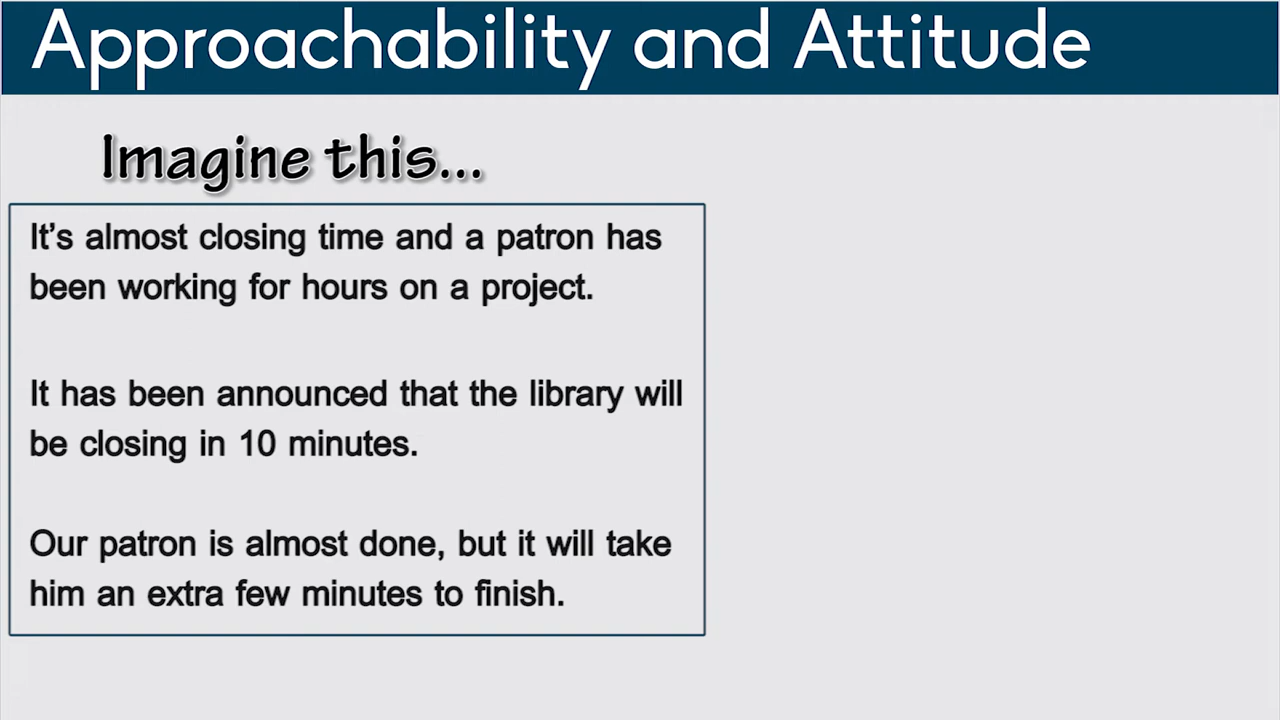 Approachability and Attitude
Imagine this...
It's almost closing time and a patron has
been working for hours on a project.
It has been announced that the library will
be closing in 10 minutes.
Our patron is almost done, but it will take
him an extra few minutes to finish.